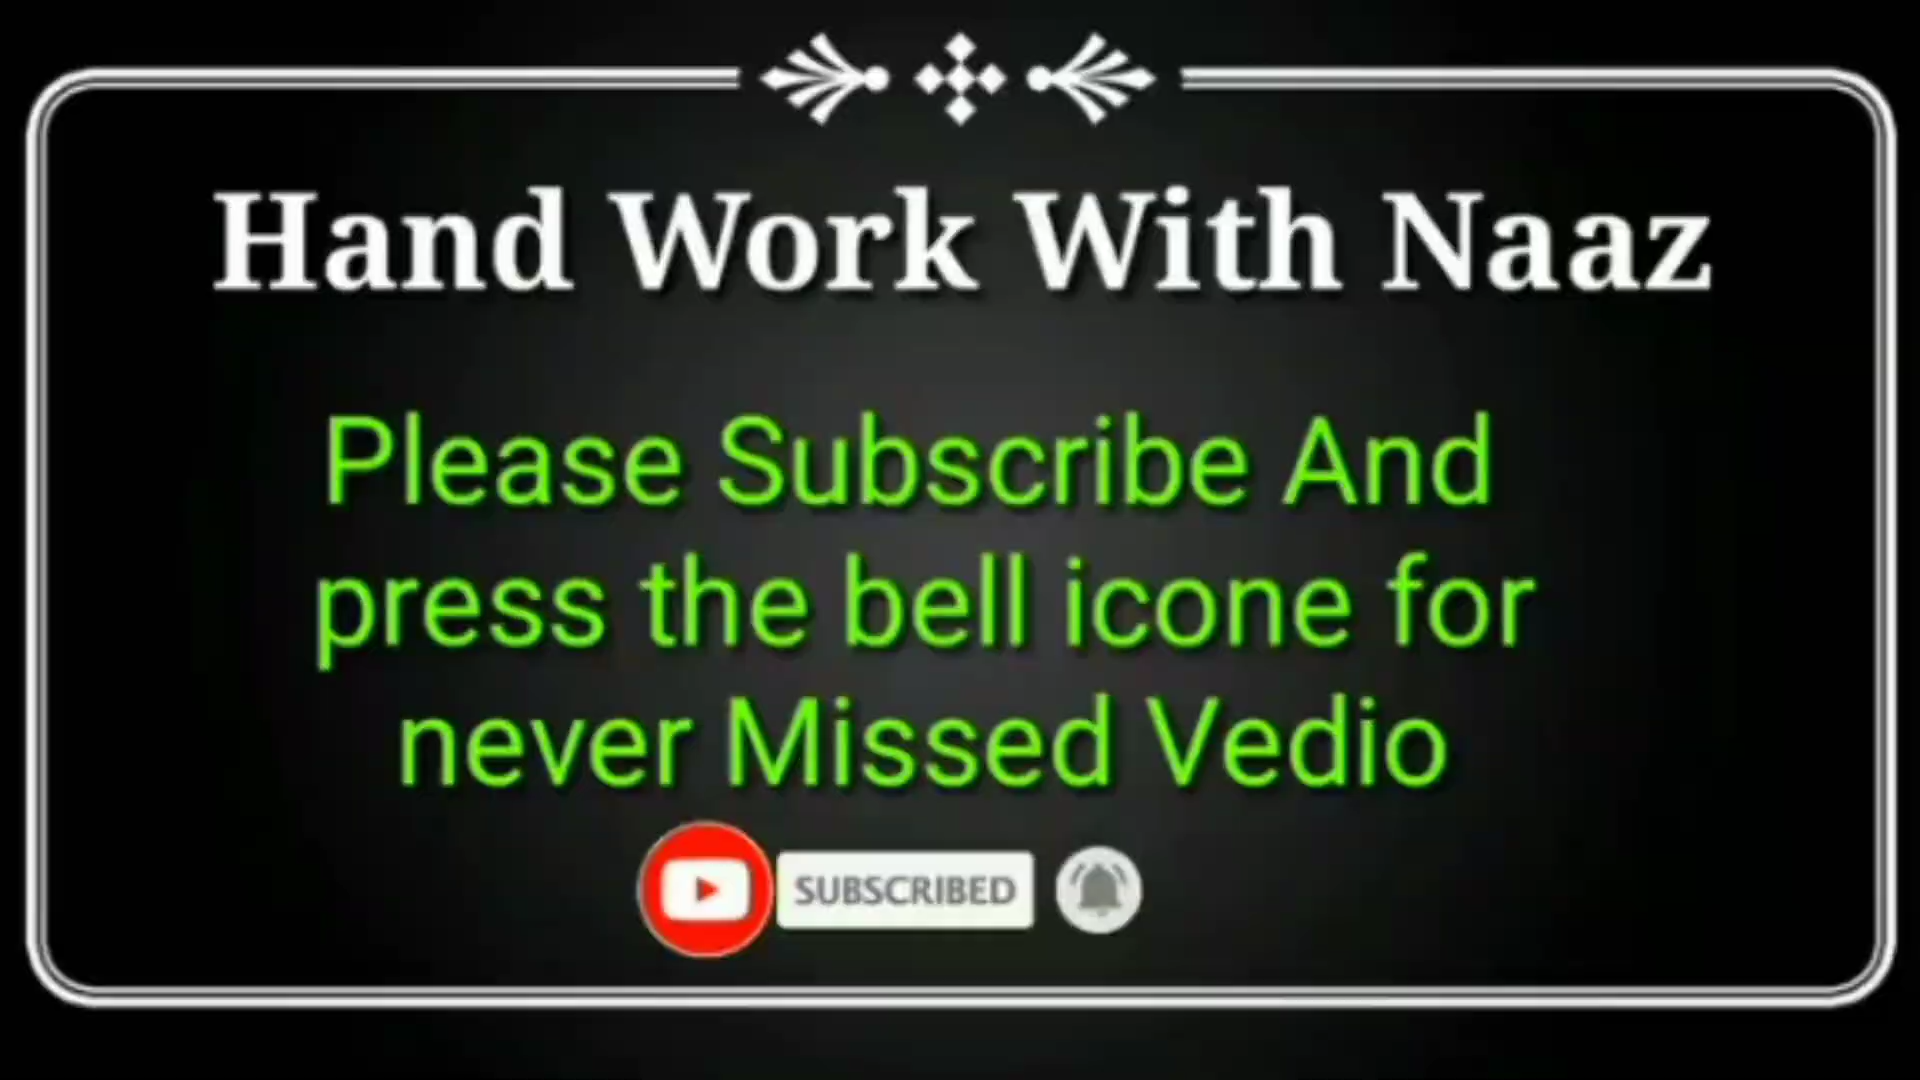 Hand Work With Naaz
Please Subscribe And
press the bell icone for
never Missed Vedio
SUBSCRIBED